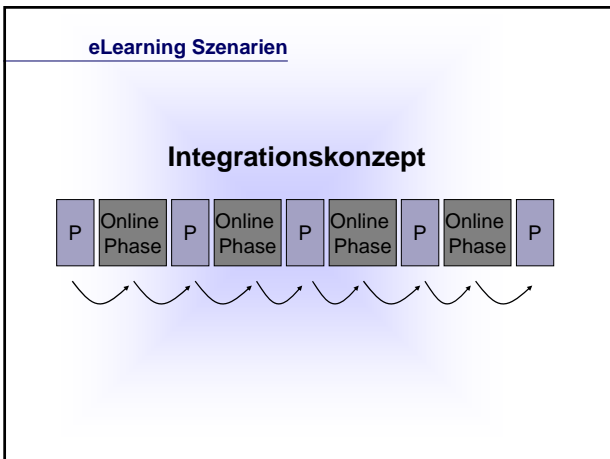 eLearning Szenarien
Integrationskonzept
P
Online
Phase
P
Online
Phase
P
Online
Phase
P
Online
Phase
P